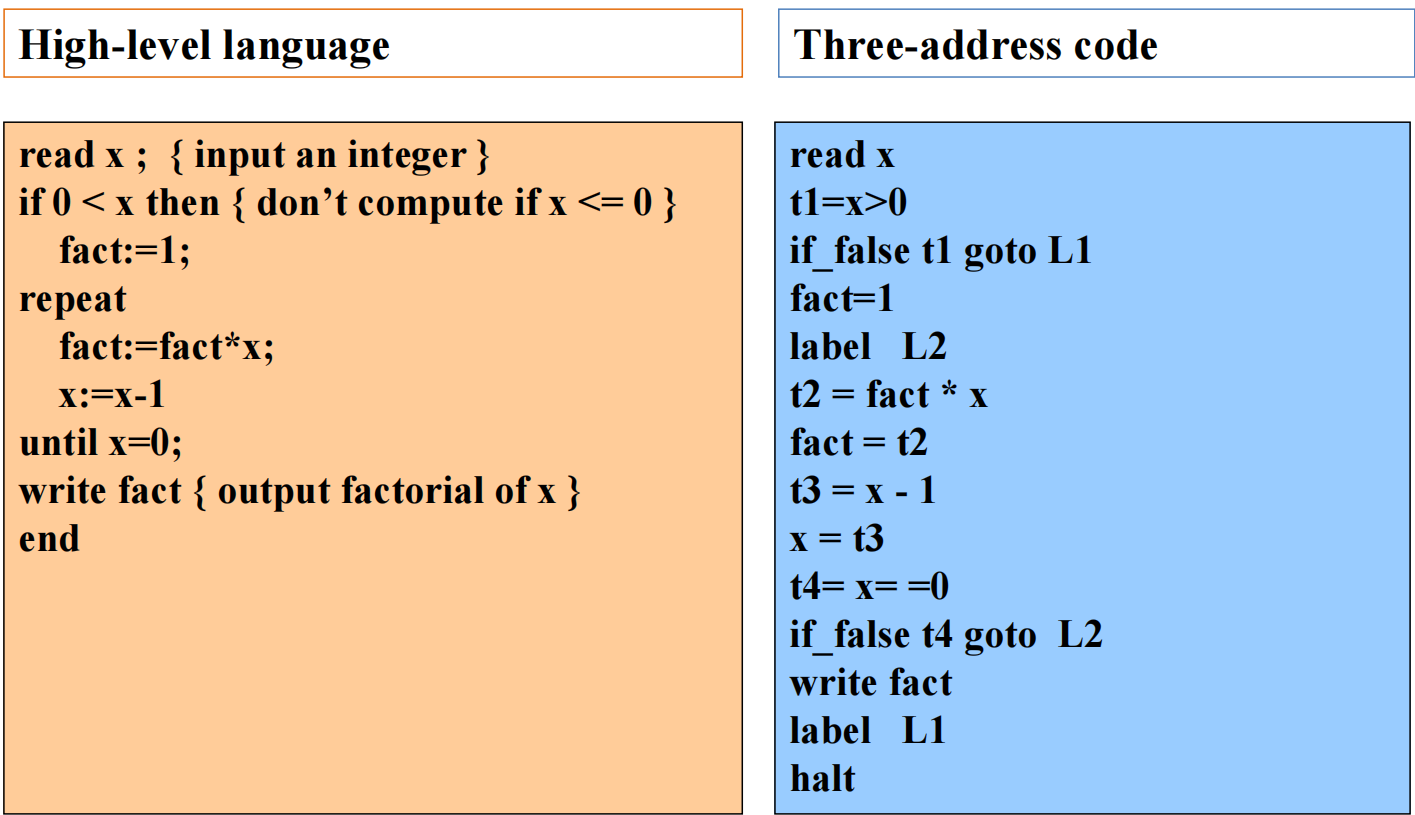 High-level language
read x ;  { input an integer }
if 0 < x then { don’t compute if x <= 0 }
fact:=1;
repeat
fact:=fact*x;
x:=x-1
until x=0;
write fact { output factorial of x }
end
Three-address code
read x
t1=x>0
if_false t1 goto L1
fact=1
label   L2
t2 = fact * x
fact = t2
t3 = x - 1
x = t3
t4= x= =0
if_false t4 goto  L2
write fact
label   L1
halt